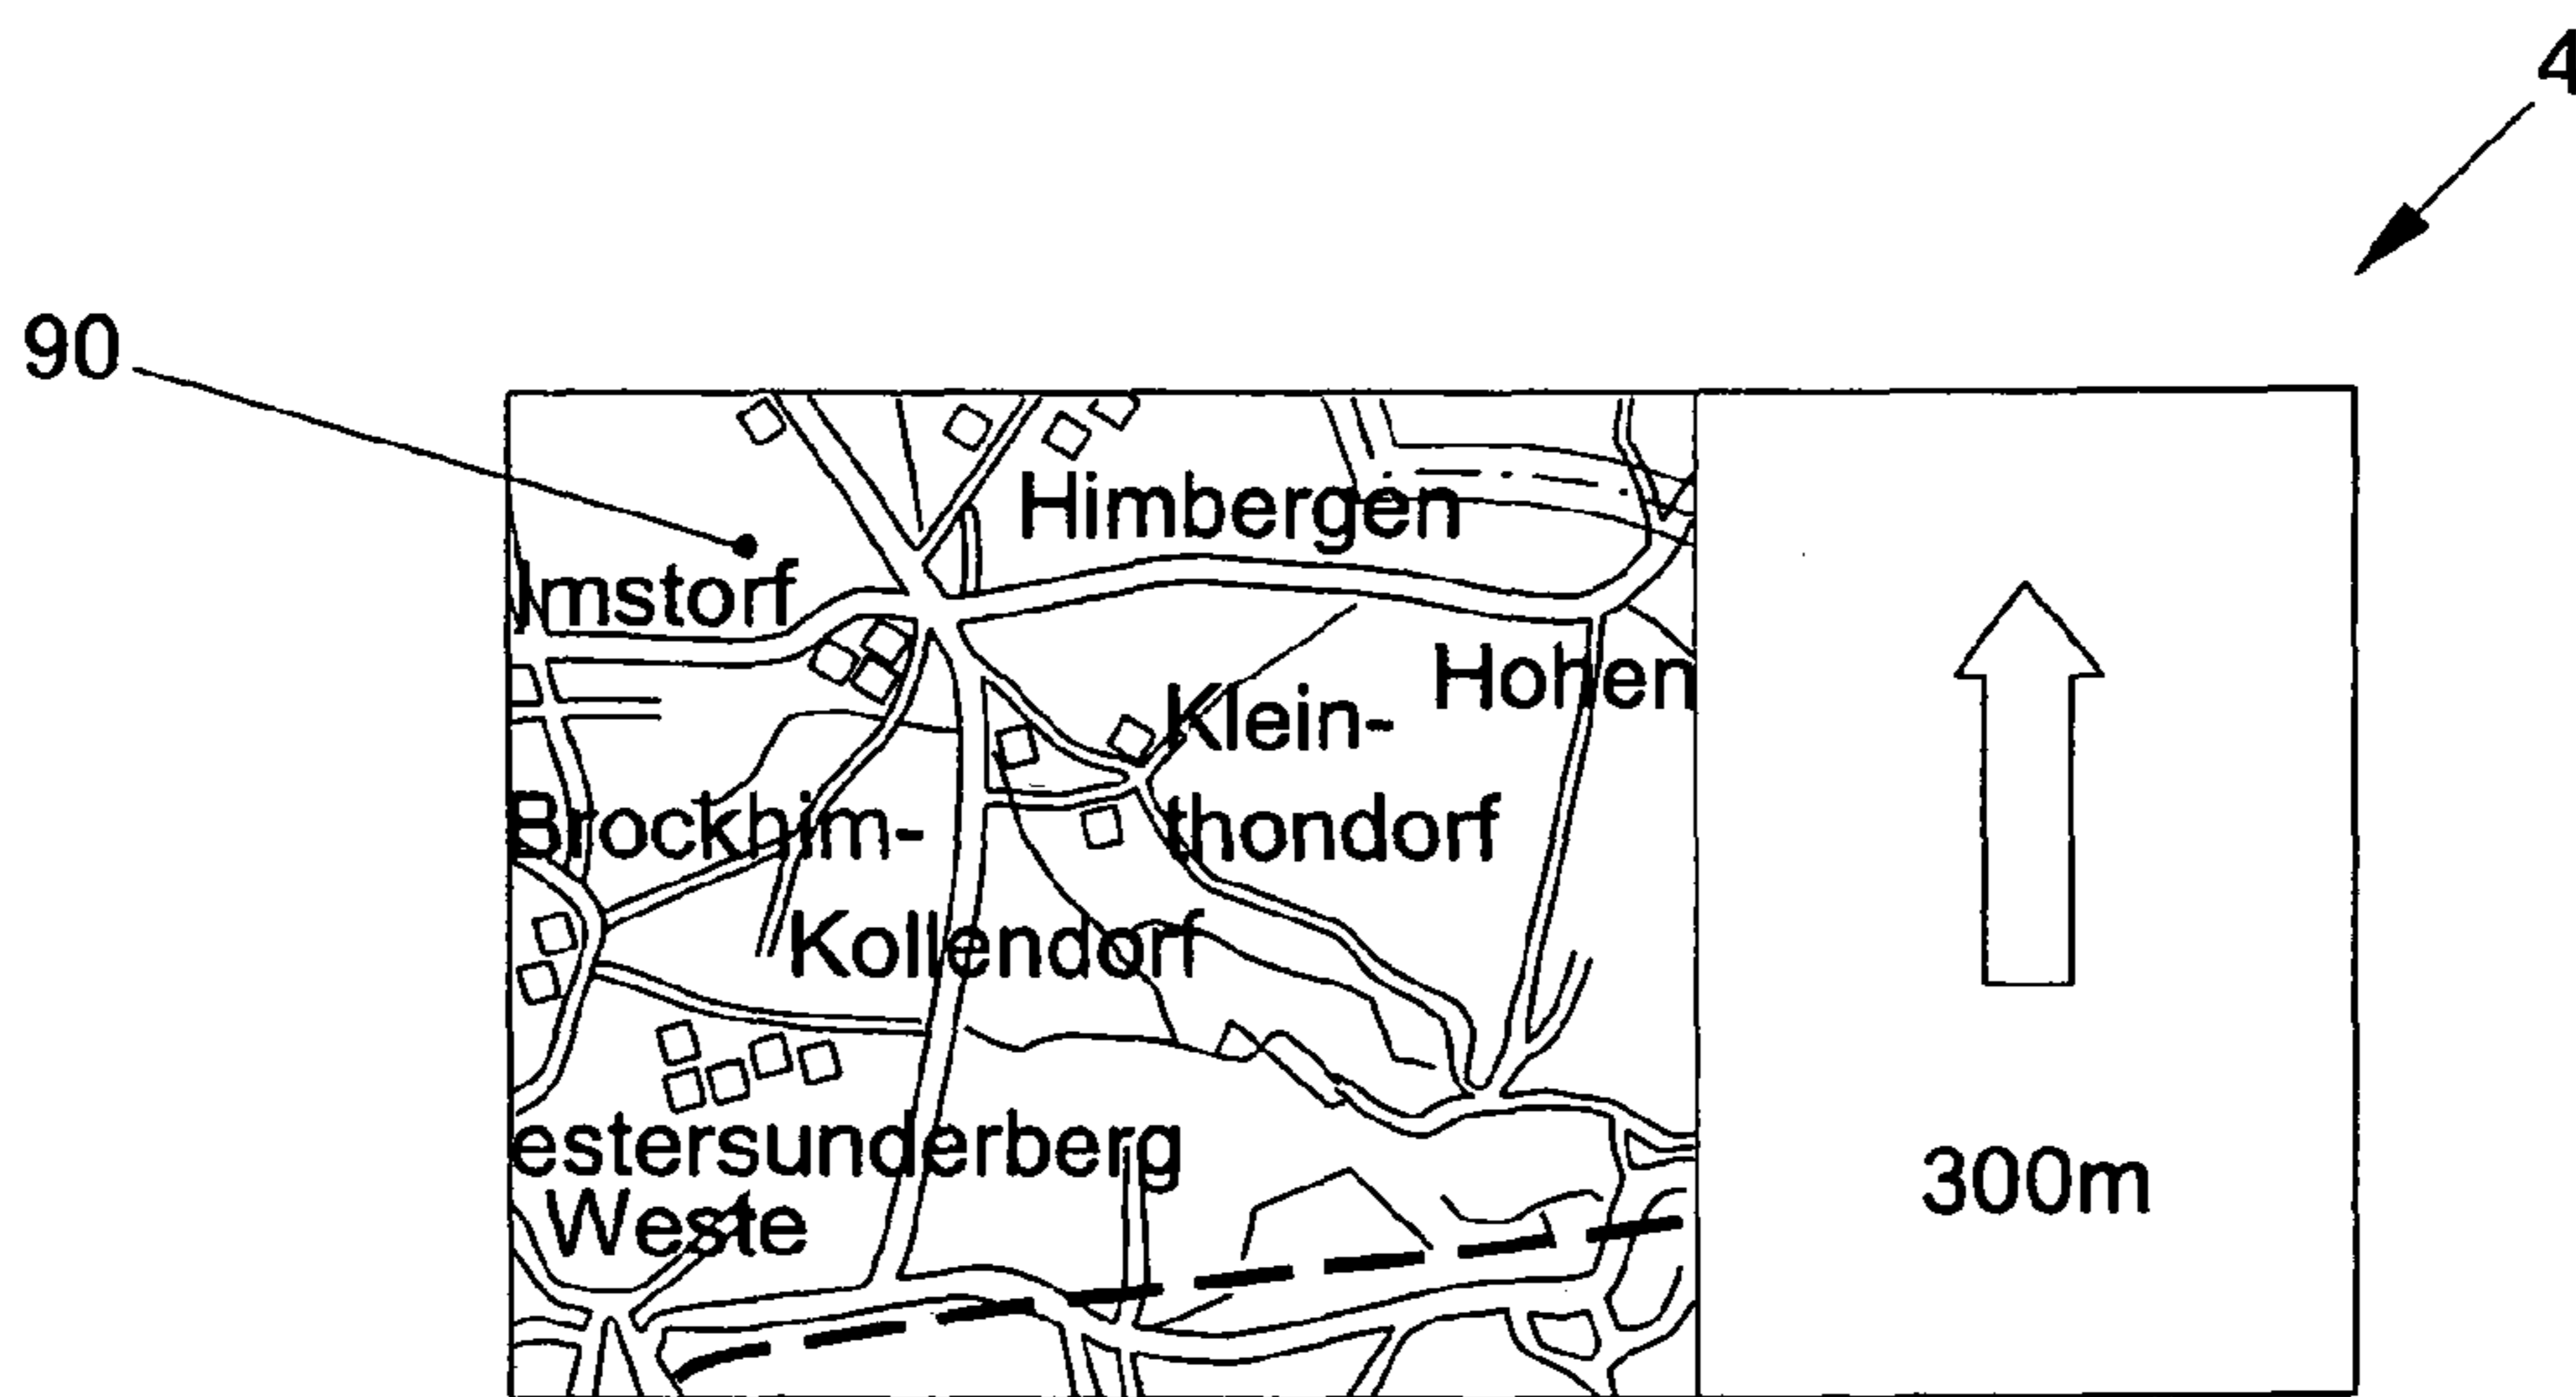 4
90
Himbergen
lmstorf
Hohen
Klein-
thondorf
Brockhim-
Kollendorf
estersunderberg
Weste
300m